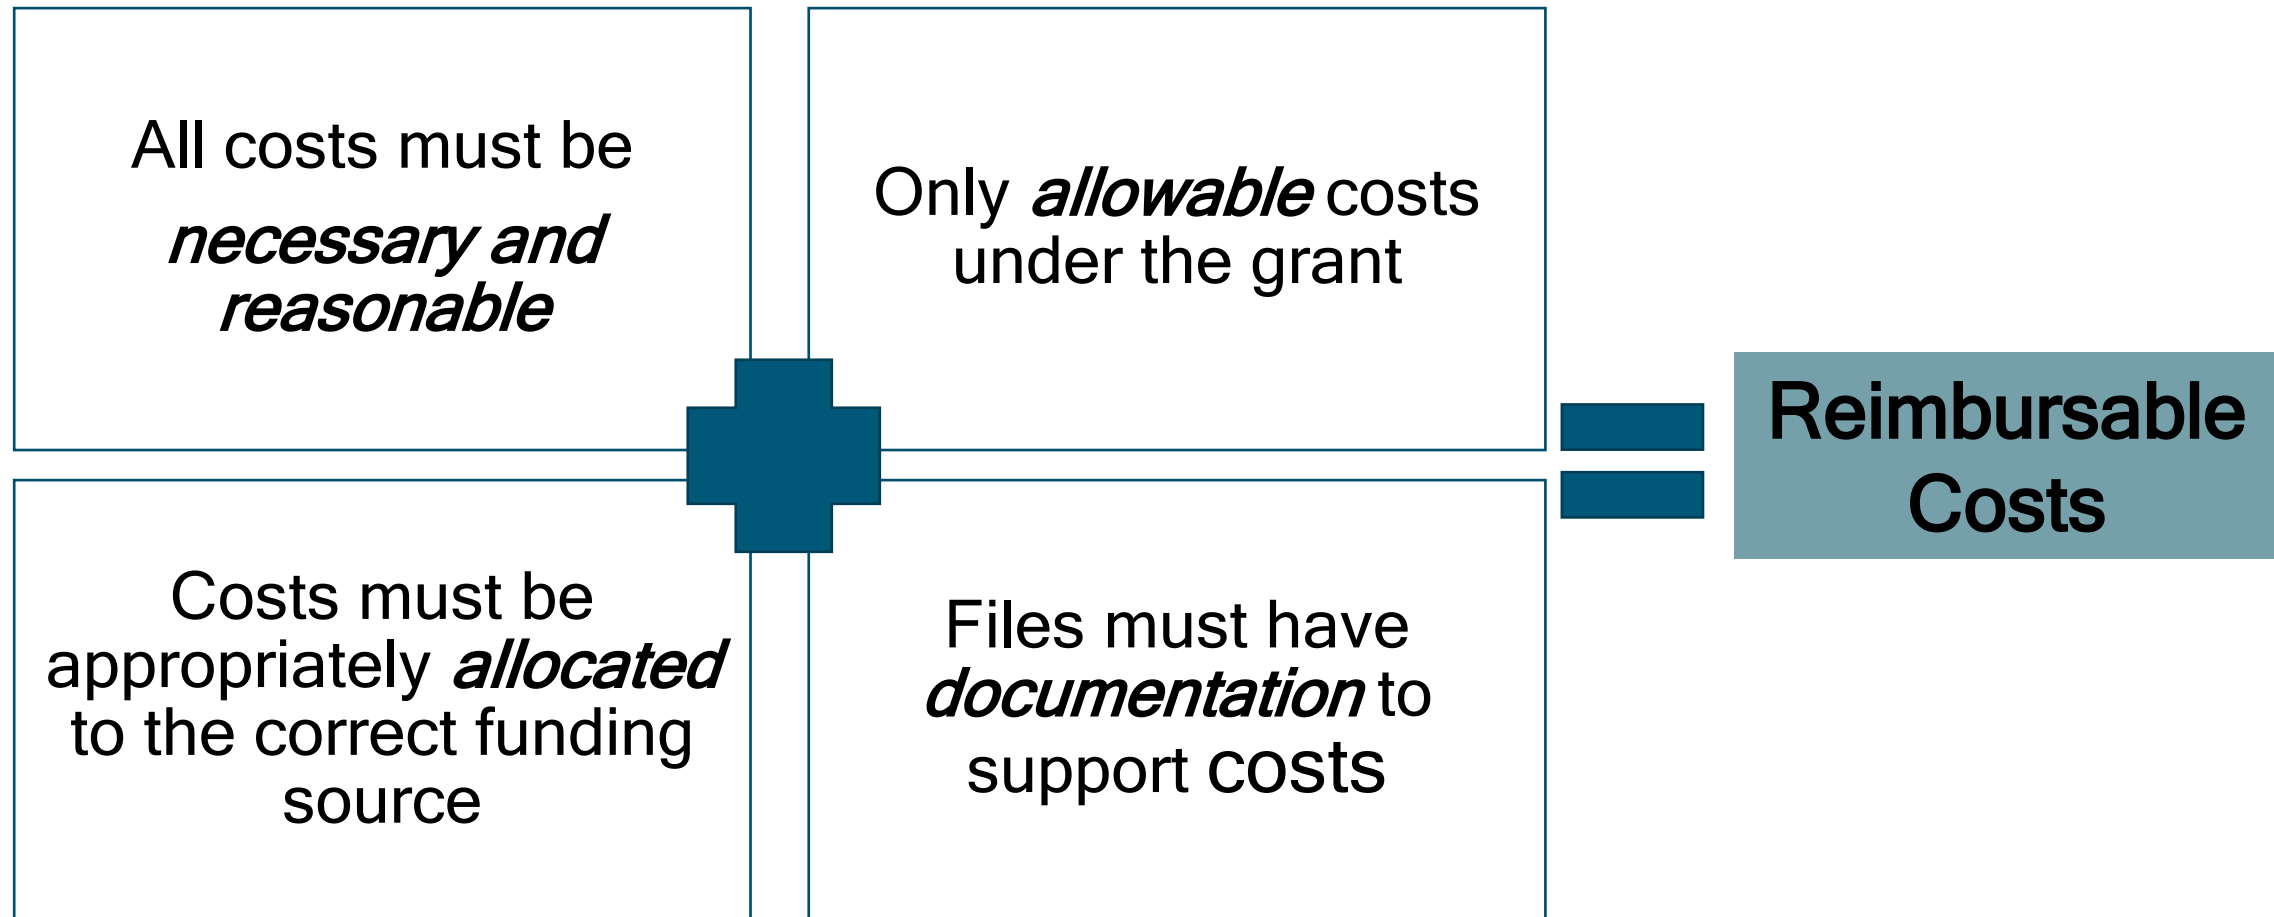 All costs must be
necessary and
reasonable
Only allowable costs
under the grant
Costs must be
appropriately allocated
to the correct funding
source
Files must have
documentation to
support costs
Reimbursable
Costs